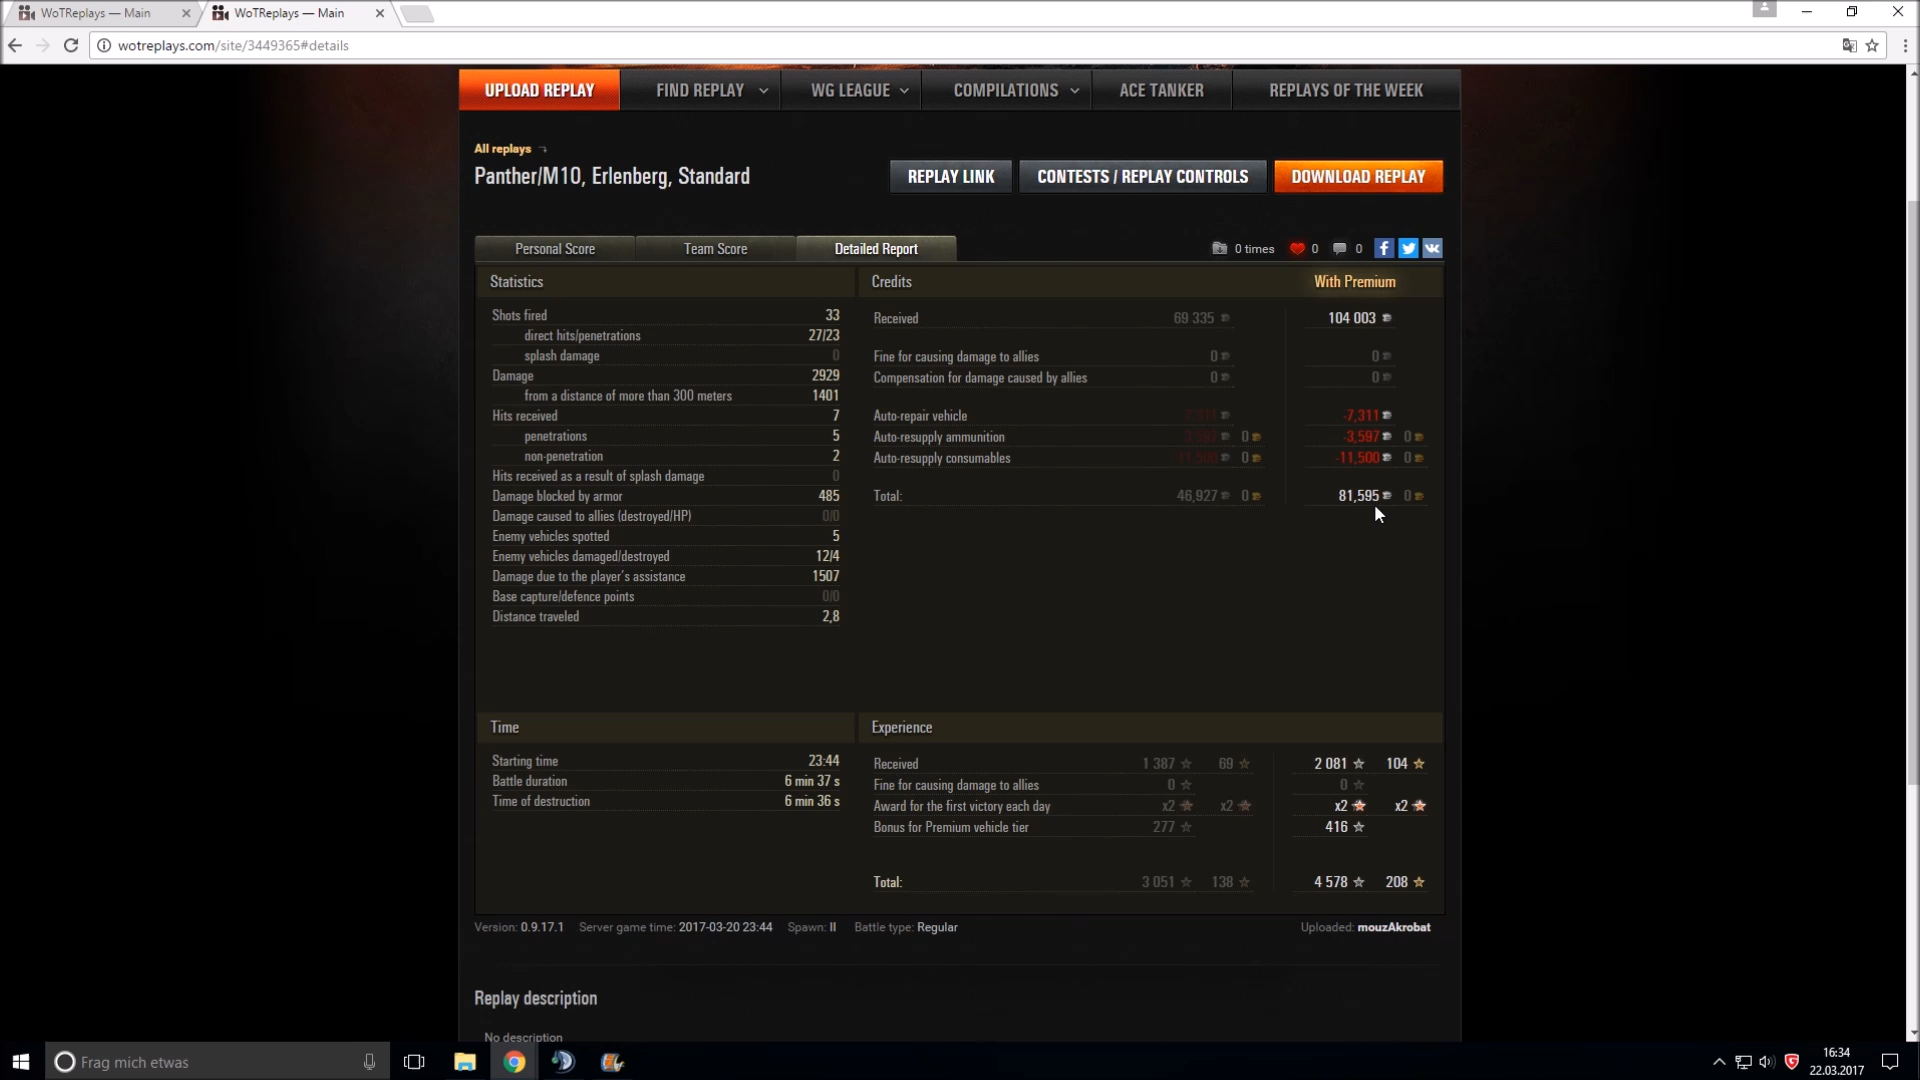 WoTReplays — Main
WoTReplays — Main
wotreplays.com/site/3449365#details
UPLOAD REPLAY FIND REPLAY WG LEAGUE COMPILATIONS ACE TANKER REPLAYS OF THE WEEK
All replays
Panther/M10, Erlenberg, Standard
REPLAY LINK CONTESTS / REPLAY CONTROLS DOWNLOAD REPLAY
Personal Score Team Score Detailed Report 0 times 0 0
Statistics
Shots fired 33
direct hits/penetrations 27/23
splash damage 0
Damage 2929
from a distance of more than 300 meters 1401
Hits received 7
penetrations 5
non-penetration 2
Hits received as a result of splash damage 0
Damage blocked by armor 485
Damage caused to allies (destroyed/HP) 0/0
Enemy vehicles spotted 5
Enemy vehicles damaged/destroyed 12/4
Damage due to the player's assistance 1507
Base capture/defence points 0/0
Distance traveled 2,8
Credits With Premium
Received 69 335 104 003
Fine for causing damage to allies 0 0
Compensation for damage caused by allies 0 0
Auto-repair vehicle -7,311 -7,311
Auto-resupply ammunition -3,597 0 -3,597 0
Auto-resupply consumables -11,500 0 -11,500 0
Total: 46,927 0 81,595 0
Time
Starting time 23:44
Battle duration 6 min 37 s
Time of destruction 6 min 36 s
Experience
Received 1 387 69 2 081 104
Fine for causing damage to allies 0 0
Award for the first victory each day x2 x2 x2 x2
Bonus for Premium vehicle tier 277 416
Total: 3 051 138 4 578 208
Version: 0.9.17.1 Server game time: 2017-03-20 23:44 Spawn: II Battle type: Regular Uploaded: mouzAkrobat
Replay description
No description
Frag mich etwas
16:34
22.03.2017